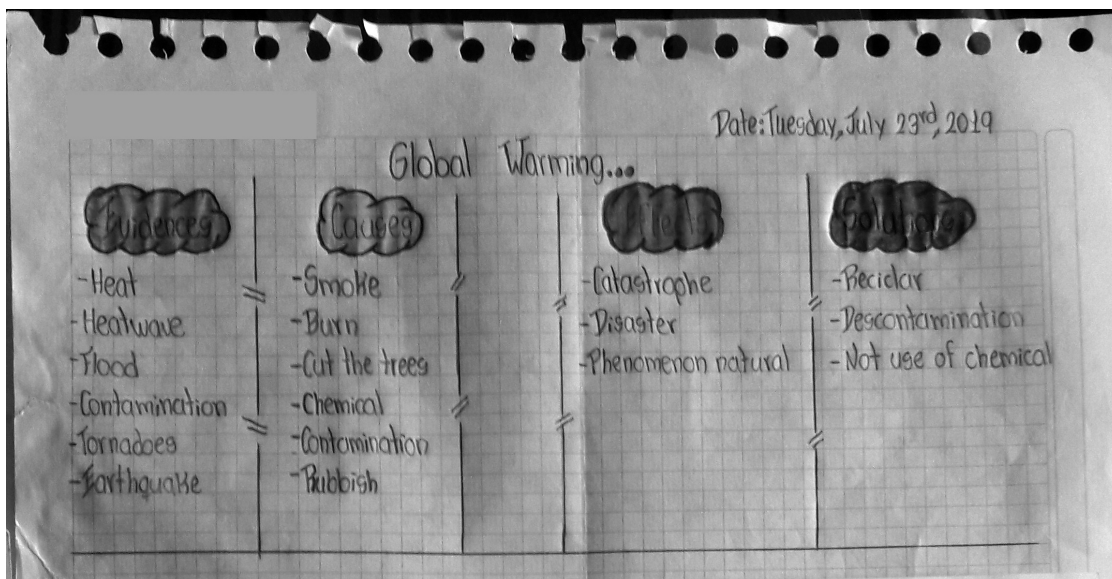 Date: Tuesday, July 23rd, 2019
Global Warming...
Evidences
-Heat
-Heatwave
-Flood
-Contamination
-Tornadoes
-Earthquake
Causes
-Smoke
-Burn
-Cut the trees
-Chemical
-Contamination
-Rubbish
-Catastrophe
-Disaster
-Phenomenon natural
Solutions
-Reciclar
-Descontamination
-Not use of chemical